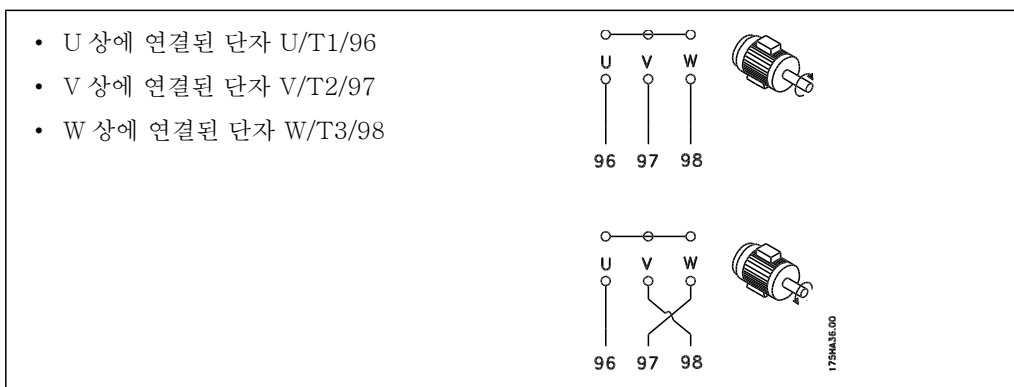 • U 상에 연결된 단자 U/T1/96
• V 상에 연결된 단자 V/T2/97
• W 상에 연결된 단자 W/T3/98
U V W
96 97 98
U V W
96 97 98
175HA36.00